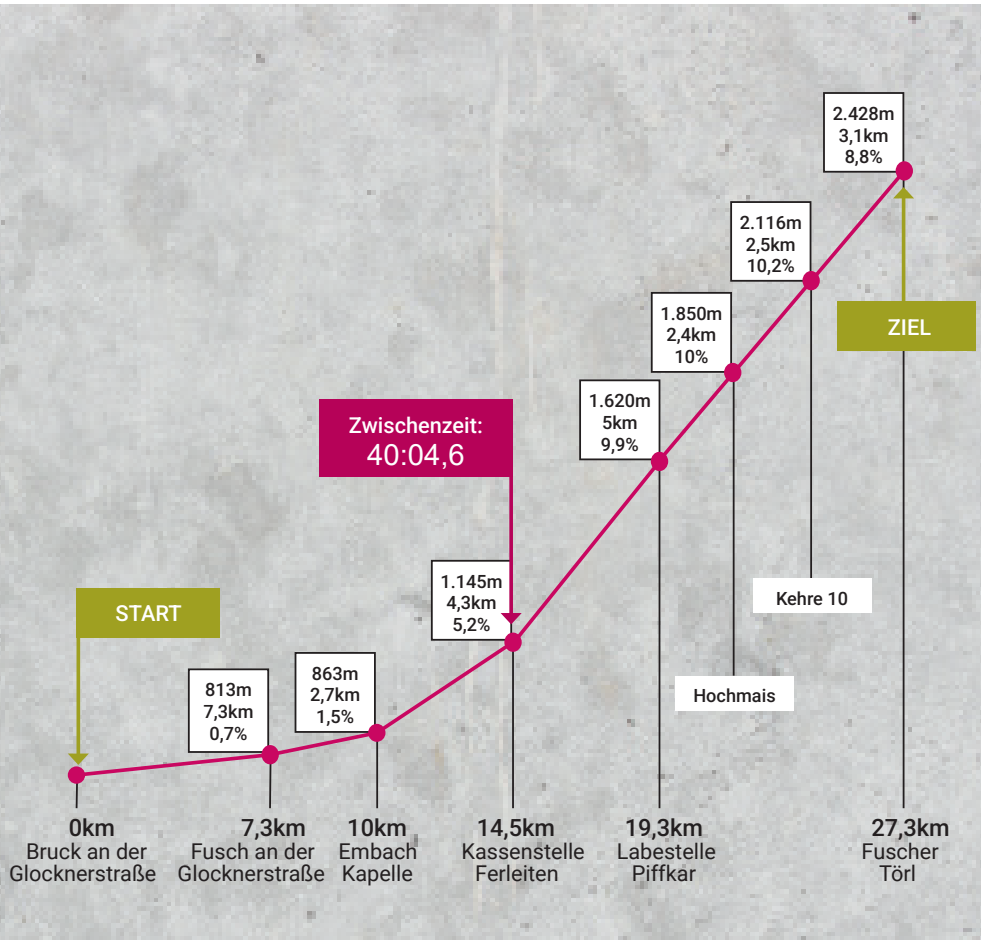 2.428m
3,1km
8,8%
2.116m
2,5km
10,2%
ZIEL
1.850m
2,4km
10%
1.620m
5km
9,9%
Zwischenzeit:
40:04,6
1.145m
4,3km
5,2%
Kehre 10
START
813m
7,3km
0,7%
863m
2,7km
1,5%
Hochmais
0km
Bruck an der
Glocknerstraße
7,3km
Fusch an der
Glocknerstraße
10km
Embach
Kapelle
14,5km
Kassenstelle
Ferleiten
19,3km
Labestelle
Piffkar
27,3km
Fuscher
Törl